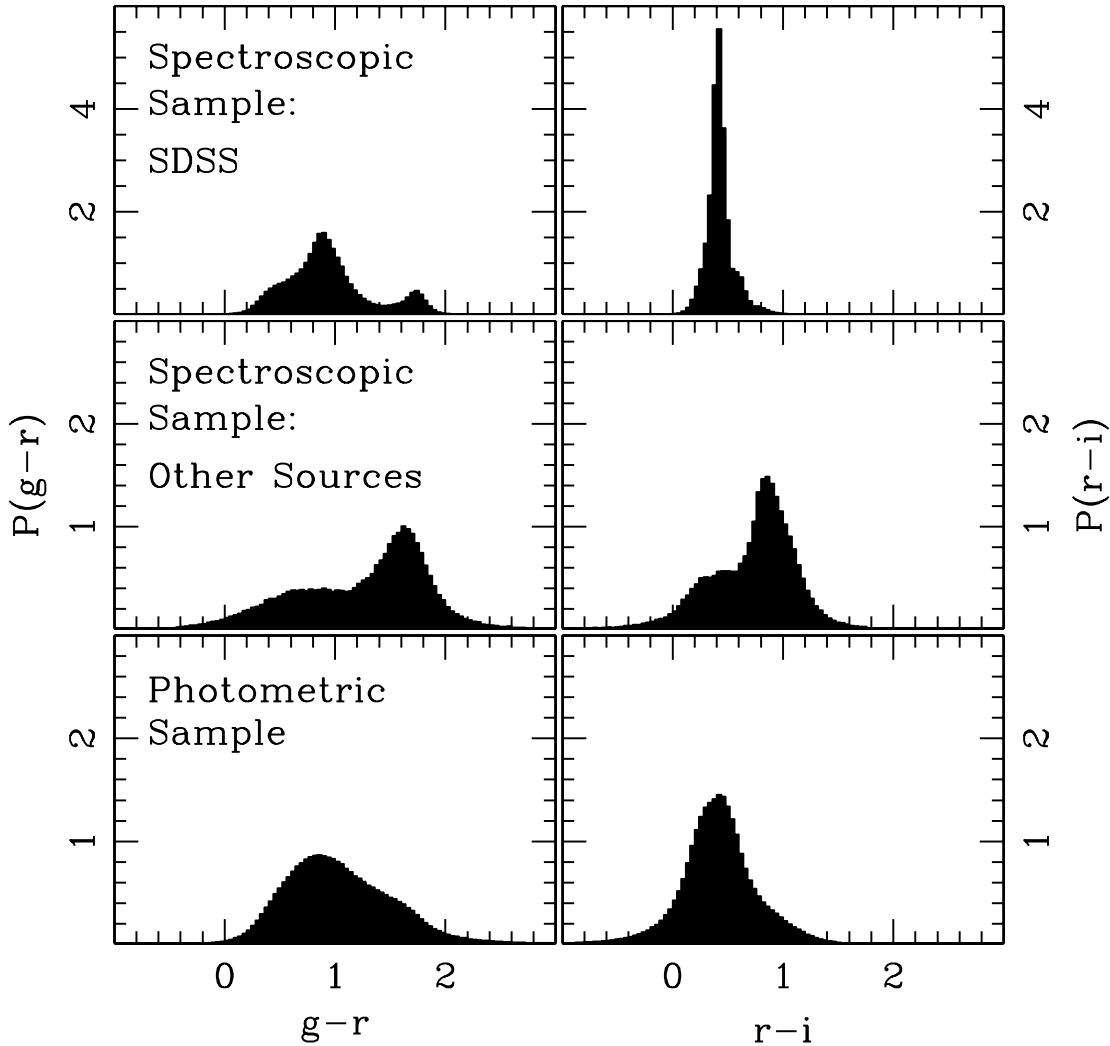 Spectroscopic
Sample:
SDSS
4
2
4
2
Spectroscopic
Sample:
Other Sources
2
1
2
1
P(g-r)
P(r-i)
Photometric
Sample
2
1
2
1
0 1 2
0 1 2
g-r
r-i